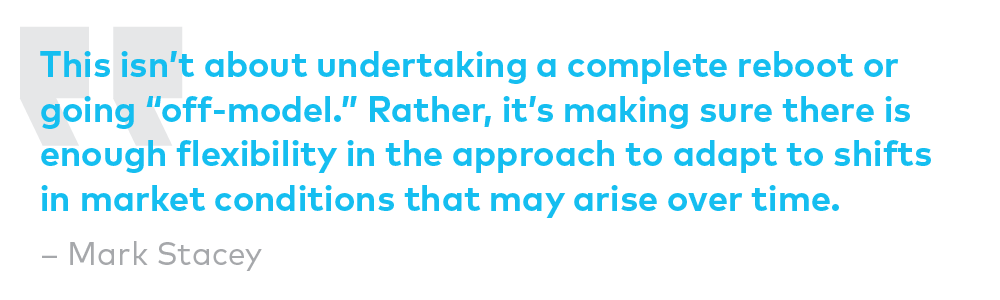 This isn’t about undertaking a complete reboot or
going “off-model.” Rather, it’s making sure there is
enough flexibility in the approach to adapt to shifts
in market conditions that may arise over time.
– Mark Stacey